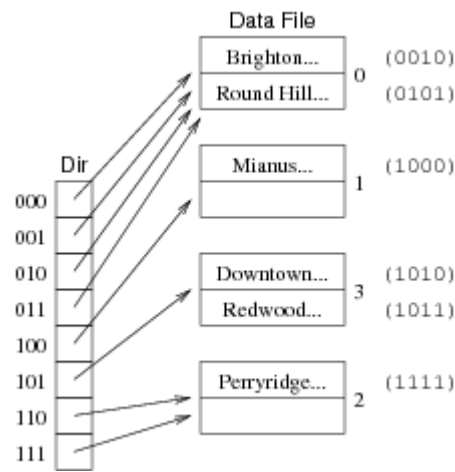 Data File
Brighton... 0 (0010)
Round Hill... (0101)
Mianus... 1 (1000)
Dir
000
001
010
011
100
101
110
111
Downtown... 3 (1010)
Redwood... (1011)
Perryridge... 2 (1111)